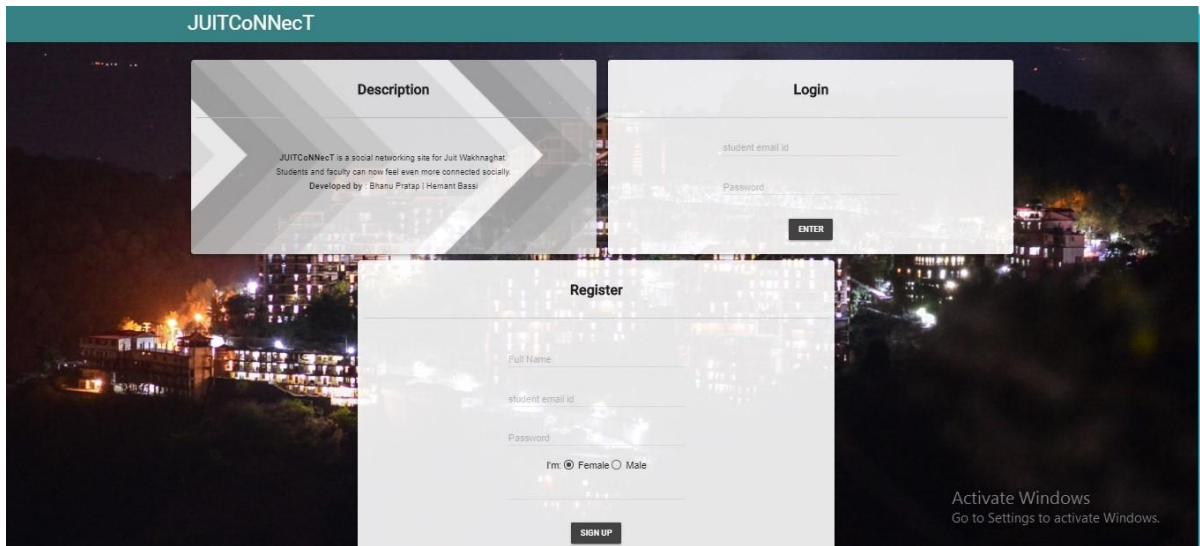 JUITCoNNecT
Description
JUITCoNNecT is a social networking site for Juit Wakhnaghat.
Students and faculty can now feel even more connected socially.
Developed by : Bhanu Pratap | Hemant Bassi
Login
student email id
Password
ENTER
Register
Full Name
student email id
Password
I'm: Female Male
SIGN UP
Activate Windows
Go to Settings to activate Windows.